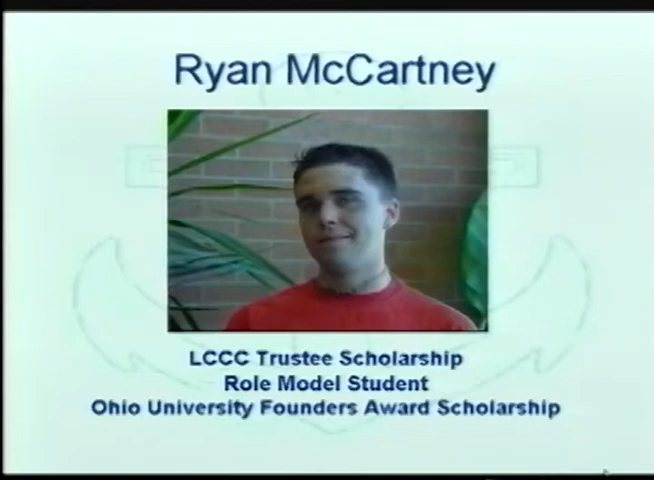 Ryan McCartney
LCCC Trustee Scholarship
Role Model Student
Ohio University Founders Award Scholarship